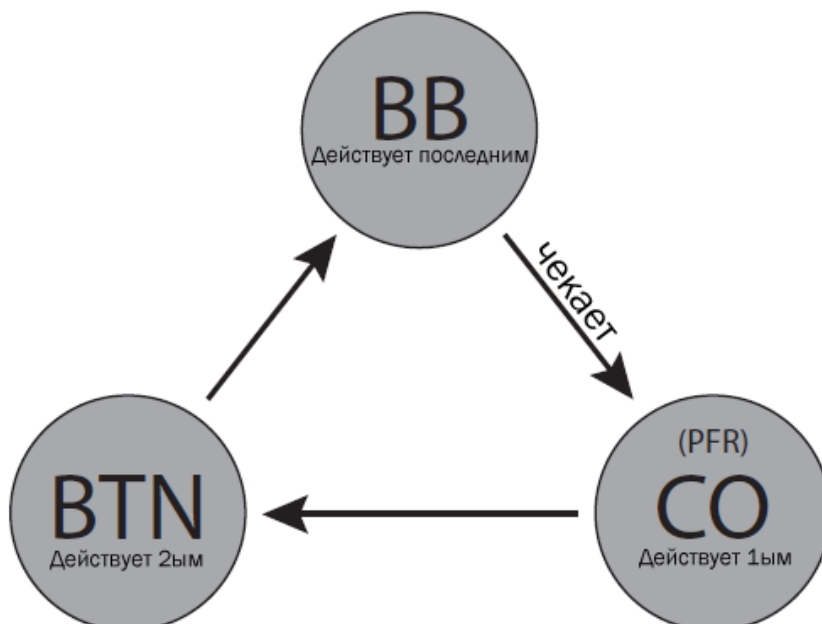 BB
Действует последним
чекает
(PFR)
BTN
CO
Действует 2ым
Действует 1ым